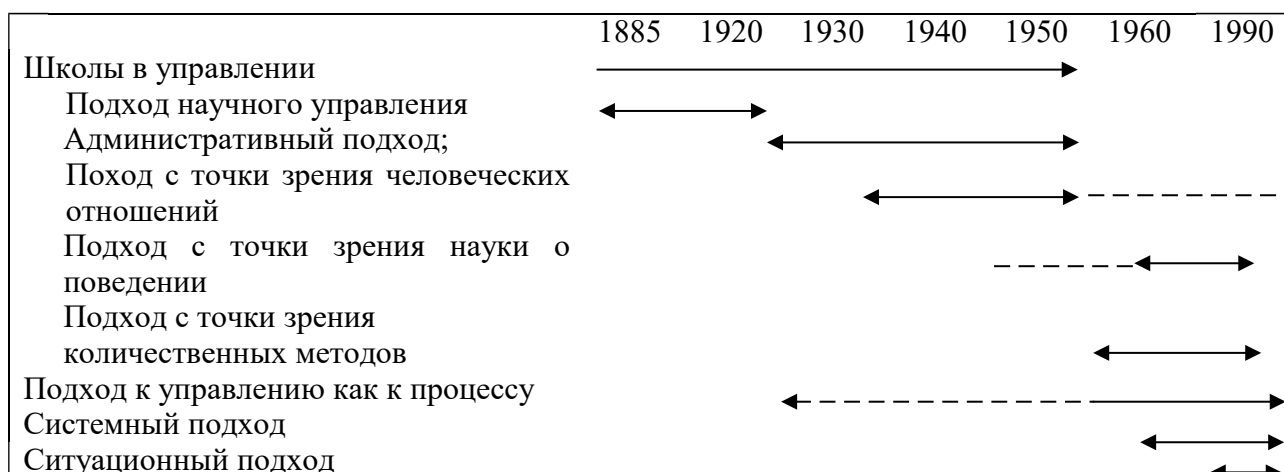 1885 1920 1930 1940 1950 1960 1990
Школы в управлении
Подход научного управления
Административный подход;
Поход с точки зрения человеческих
отношений
Подход с точки зрения науки о
поведении
Подход с точки зрения
количественных методов
Подход к управлению как к процессу
Системный подход
Ситуационный подход